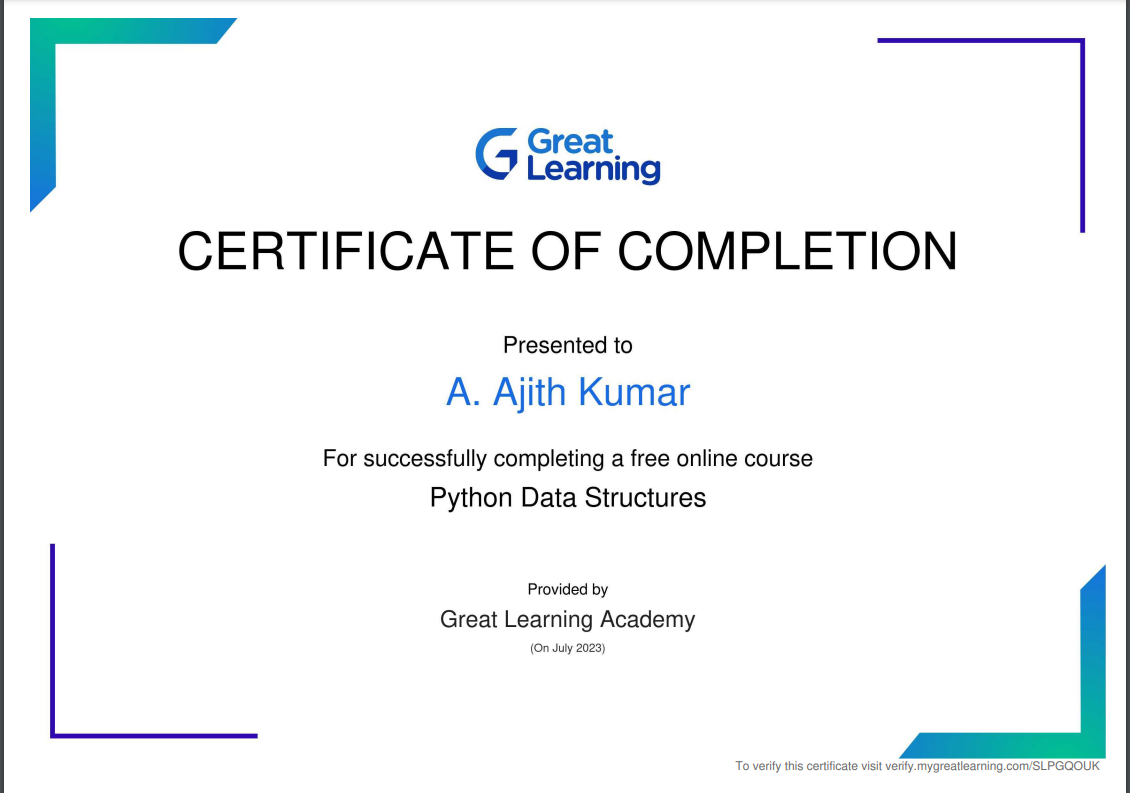 Great
Learning
CERTIFICATE OF COMPLETION
Presented to
A. Ajith Kumar
For successfully completing a free online course
Python Data Structures
Provided by
Great Learning Academy
(On July 2023)
To verify this certificate visit verify.mygreatlearning.com/SLPGQOUK